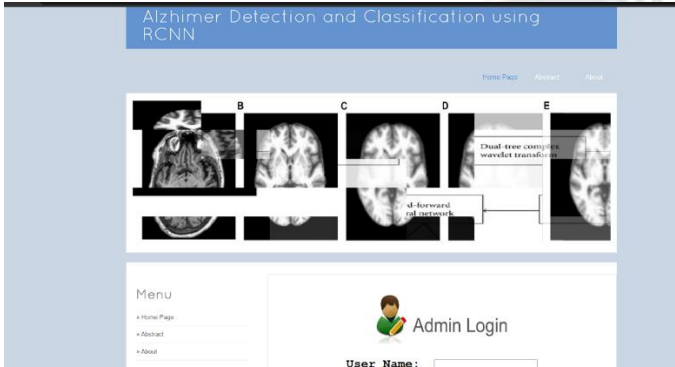 Alzhimer Detection and Classification using
RCNN
Home Page Abstract About
B C D E
Dual-tree complex
wavelet transform
d-forward
ral network
Menu
» Home Page
» Abstract
» About
Admin Login
User Name: